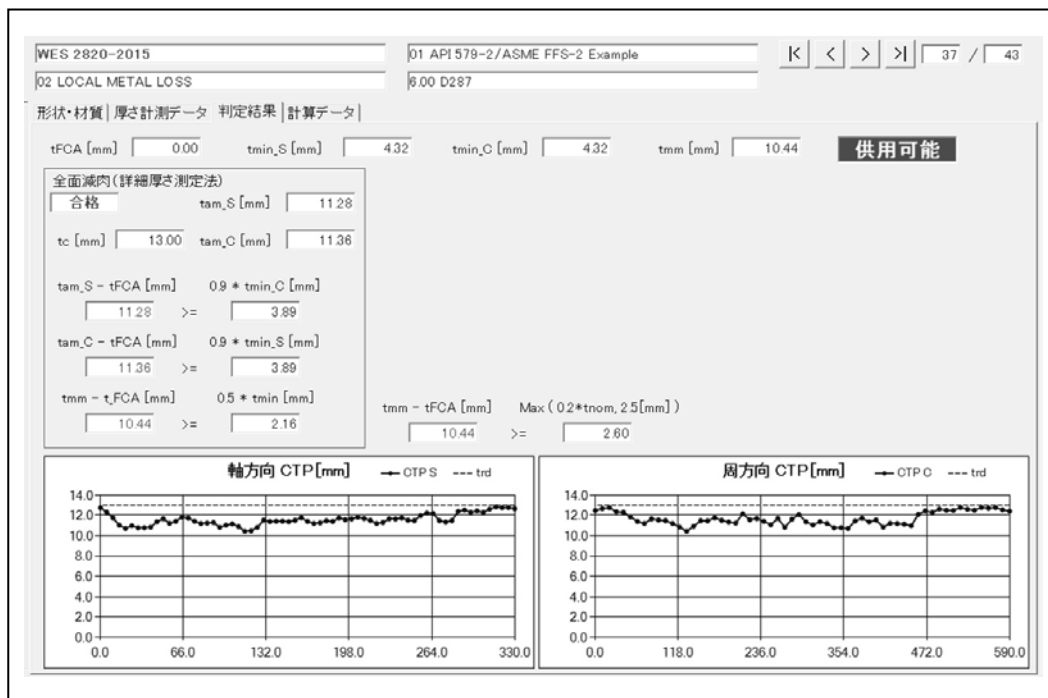 WES 2820-2015
01 API 579-2/ASME FFS-2 Example
37 / 43
02 LOCAL METAL LOSS
6.00 D287
形状・材質 厚さ計測データ 判定結果 計算データ
tFCA [mm] 0.00 tmin_S [mm] 4.32 tmin_C [mm] 4.32 tmm [mm] 10.44 供用可能
全面減肉(詳細厚さ測定法)
合格 tam_S [mm] 11.28
tc [mm] 13.00 tam_C [mm] 11.36
tam_S - tFCA [mm] 0.9 * tmin_C [mm]
11.28 >= 3.89
tam_C - tFCA [mm] 0.9 * tmin_S [mm]
11.36 >= 3.89
tmm - t_FCA [mm] 0.5 * tmin [mm]
10.44 >= 2.16
tmm - tFCA [mm] Max ( 0.2*tnom, 2.5[mm] )
10.44 >= 2.60
軸方向 CTP[mm] CTP S trd
14.0
12.0
10.0
8.0
6.0
4.0
2.0
0.0
0.0 66.0 132.0 198.0 264.0 330.0
周方向 CTP[mm] CTP C trd
14.0
12.0
10.0
8.0
6.0
4.0
2.0
0.0
0.0 118.0 236.0 354.0 472.0 590.0